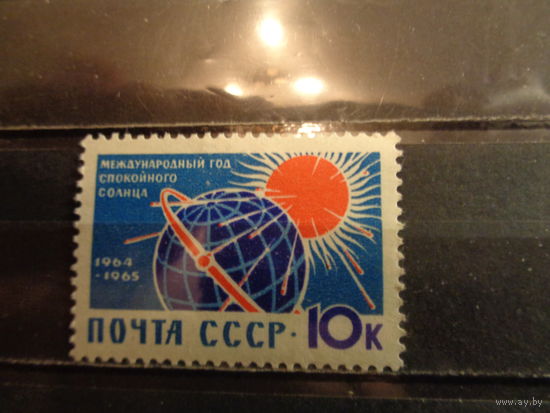 МЕЖДУНАРОДНЫЙ ГОД
СПОКОЙНОГО
СОЛНЦА
1964
-1965
ПОЧТА СССР·10К
www.ay.by